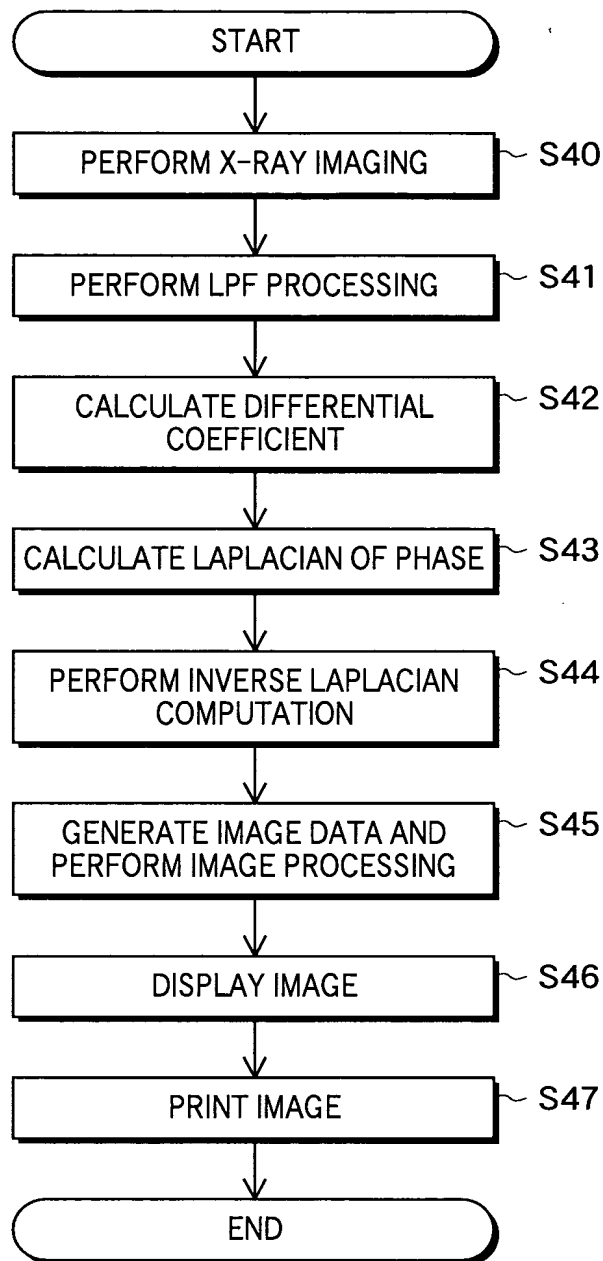 START
PERFORM X-RAY IMAGING
S40
PERFORM LPF PROCESSING
S41
CALCULATE DIFFERENTIAL
COEFFICIENT
S42
CALCULATE LAPLACIAN OF PHASE
S43
PERFORM INVERSE LAPLACIAN
COMPUTATION
S44
GENERATE IMAGE DATA AND
PERFORM IMAGE PROCESSING
S45
DISPLAY IMAGE
S46
PRINT IMAGE
S47
END